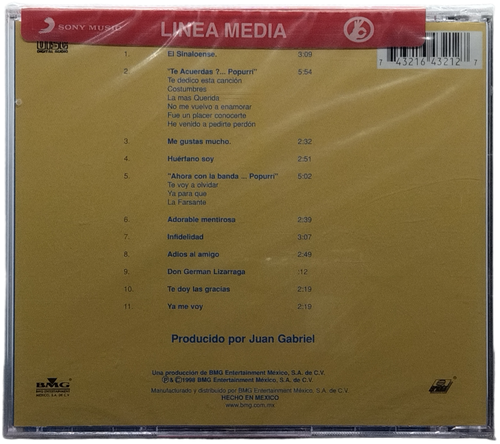 SONY MUSIC
LINEA MEDIA
1. El Sinaloense. 3:09
2. "Te Acuerdas ?... Popurrí" 5:54
Te dedico esta canción
Costumbres
La mas Querida
No me vuelvo a enamorar
Fue un placer conocerte
He venido a pedirte perdón
3. Me gustas mucho. 2:32
4. Huérfano soy 2:51
5. "Ahora con la banda ... Popurrí" 5:02
Te voy a olvidar
Ya para que
La Farsante
6. Adorable mentirosa 2:39
7. Infidelidad 3:07
8. Adios al amigo 2:49
9. Don German Lizarraga :12
10. Te doy las gracias 2:19
11. Ya me voy 2:19
7 43216 43212 7
Producido por Juan Gabriel
Una producción de BMG Entertainment México, S.A. de C.V.
℗ & ©1998 BMG Entertainment México, S.A. de C.V.
Manufacturado y distribuido por BMG Entertainment México, S.A. de C.V.
HECHO EN MEXICO
www.bmg.com.mx
BMG
BMG ENTERTAINMENT
MÉXICO, S.A. DE C.V.